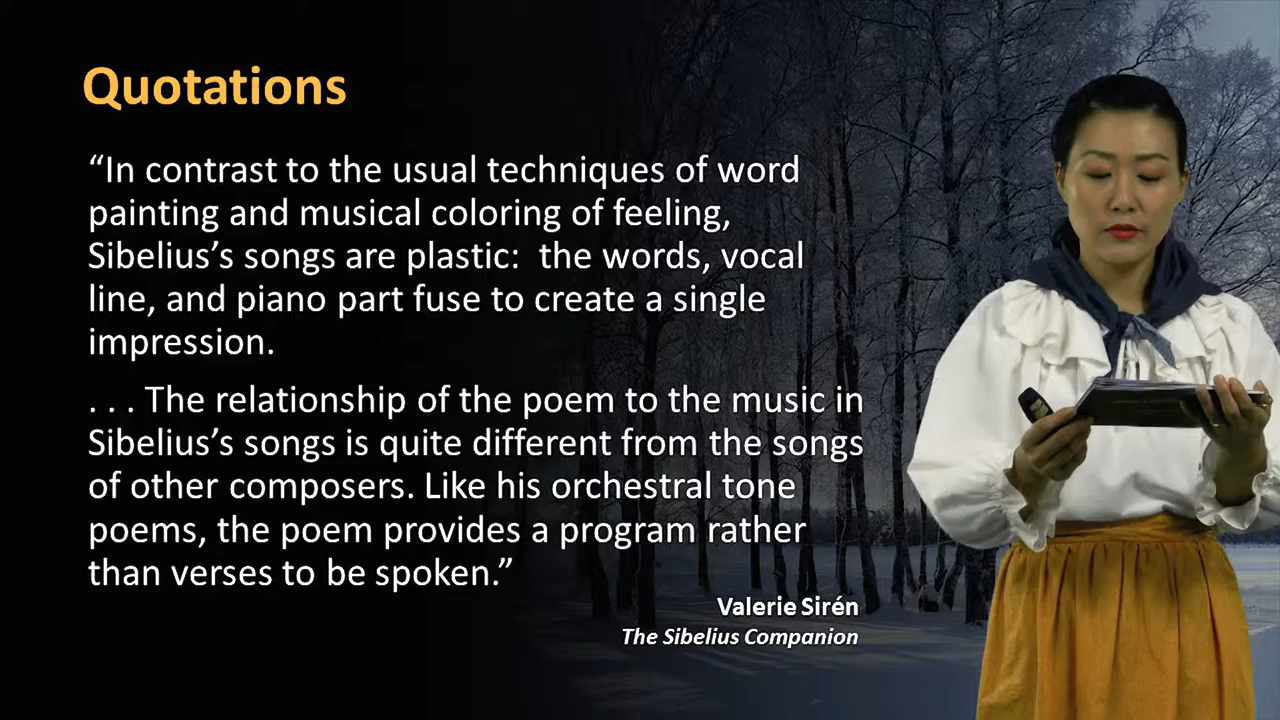 Quotations
“In contrast to the usual techniques of word
painting and musical coloring of feeling,
Sibelius’s songs are plastic:  the words, vocal
line, and piano part fuse to create a single
impression.
. . . The relationship of the poem to the music in
Sibelius’s songs is quite different from the songs
of other composers. Like his orchestral tone
poems, the poem provides a program rather
than verses to be spoken.”
Valerie Sirén
The Sibelius Companion